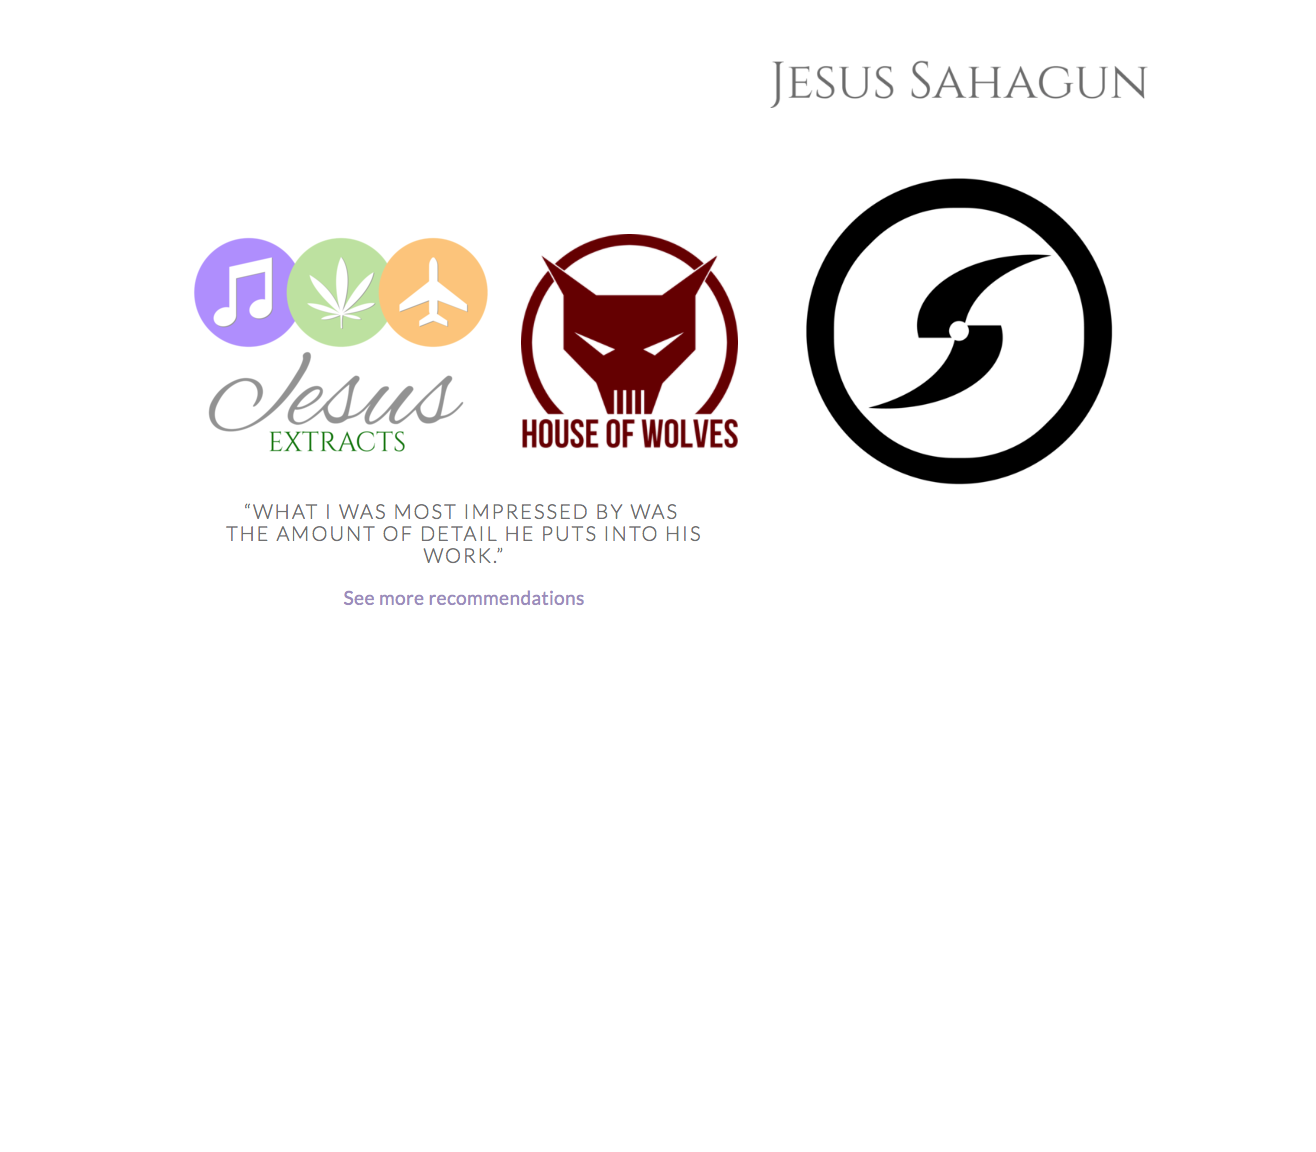 Jesus Sahagun
Jesus
EXTRACTS
HOUSE OF WOLVES
“WHAT I WAS MOST IMPRESSED BY WAS
THE AMOUNT OF DETAIL HE PUTS INTO HIS
WORK.”
See more recommendations